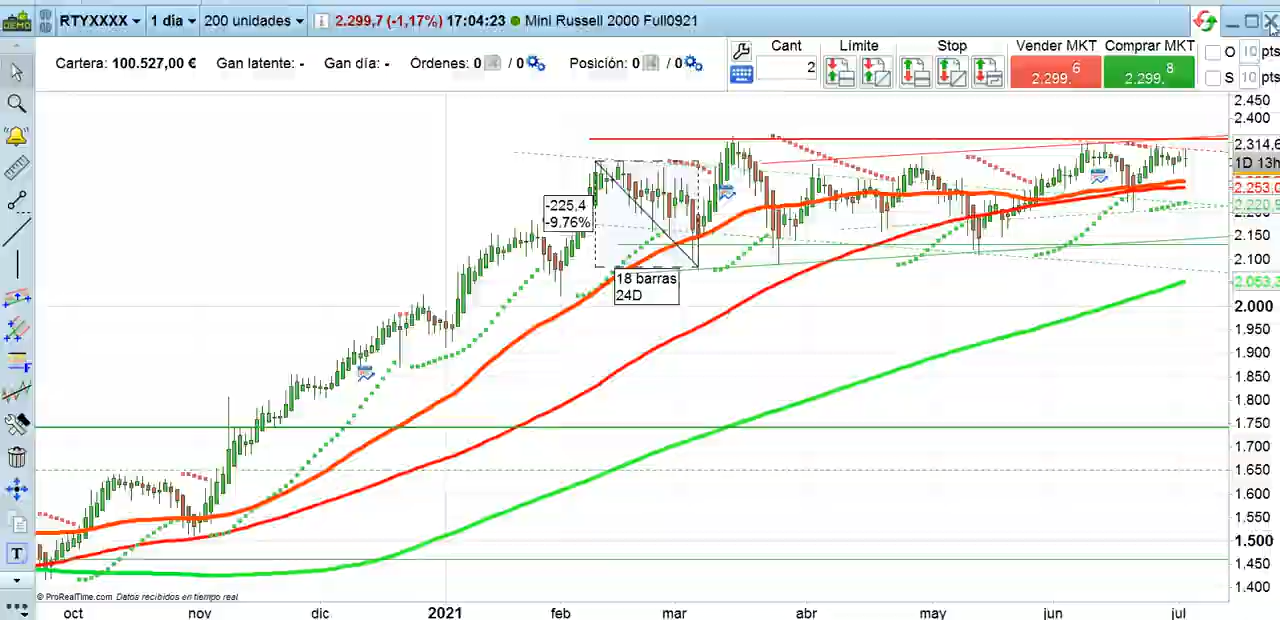 DEMO RTYXXXX 1 día 200 unidades 2.299,7 (-1,17%) 17:04:23 Mini Russell 2000 Full0921
Cartera: 100.527,00 € Gan latente: - Gan día: - Órdenes: 0 / 0 Posición: 0 / 0
Cant Límite Stop Vender MKT Comprar MKT O 10 pts
2 2.299,6 2.299,8 S 10 pts
2.450
2.400
2.314,6
1D 13h
2.253,0
2.220,9
2.200
2.150
2.100
2.053,3
2.000
1.950
1.900
1.850
1.800
1.750
1.700
1.650
1.600
1.550
1.500
1.450
1.400
-225,4
-9,76%
18 barras
24D
© ProRealTime.com Datos recibidos en tiempo real
oct nov dic 2021 feb mar abr may jun jul
T